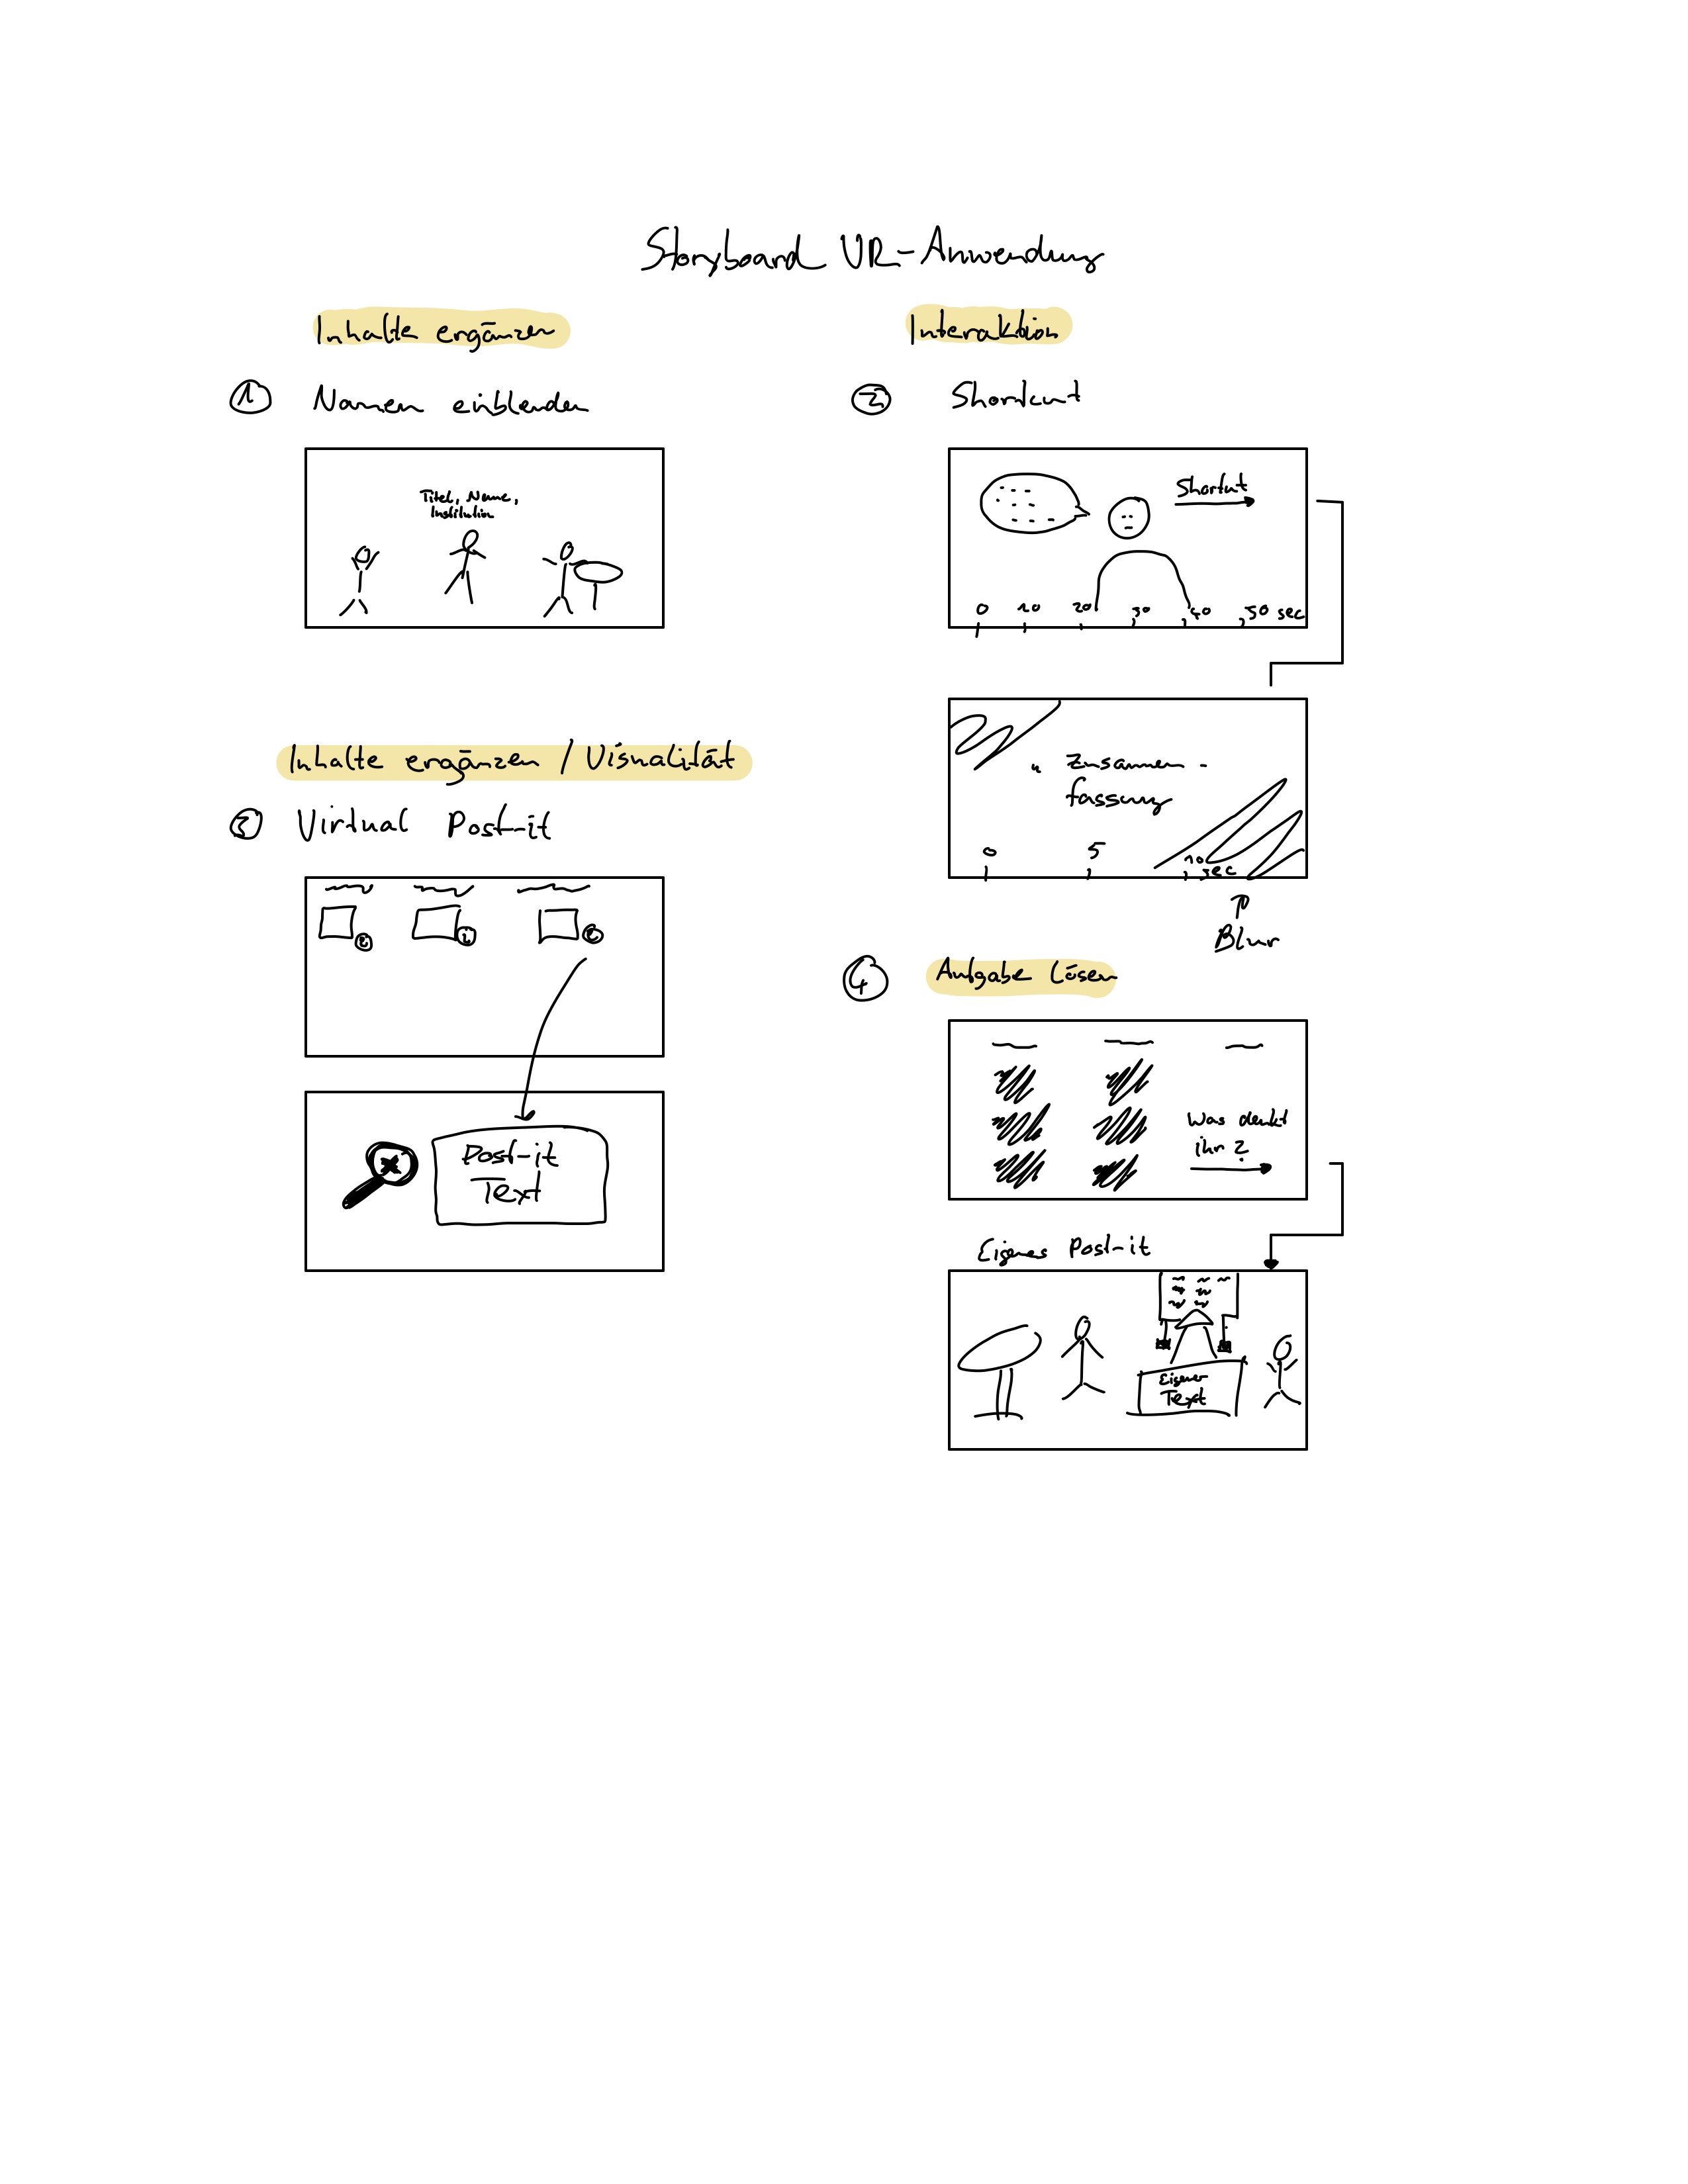 Storyboard VR-Anwendung
Inhalte ergänzen
1 Namen einblenden
Titel, Name,
Institution
Interaktion
2 Shortcut
Shortcut
0 10 20 30 40 50 sec
Zusammen-
fassung
0 5 10 sec
Blur
Inhalte ergänzen / Visualität
3 Virtual Post-it
i i i
Post-it
Text
4 Aufgabe lösen
Was denkt
ihr?
Eigenes Post-it
Eigener
Text